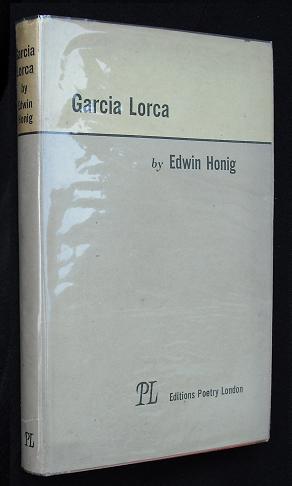 Garcia
Lorca
by
Edwin
Honig
PL
Garcia Lorca
by Edwin Honig
PL Editions Poetry London